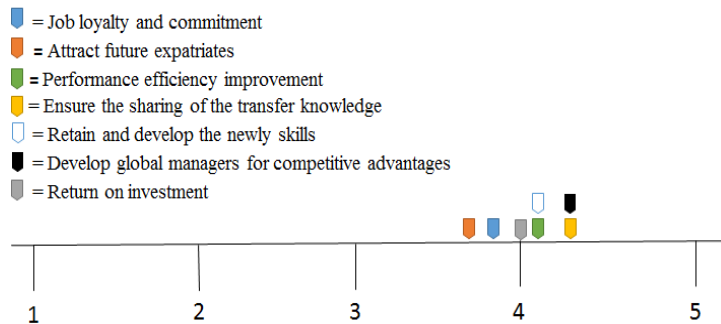 = Job loyalty and commitment
= Attract future expatriates
= Performance efficiency improvement
= Ensure the sharing of the transfer knowledge
= Retain and develop the newly skills
= Develop global managers for competitive advantages
= Return on investment
1 2 3 4 5